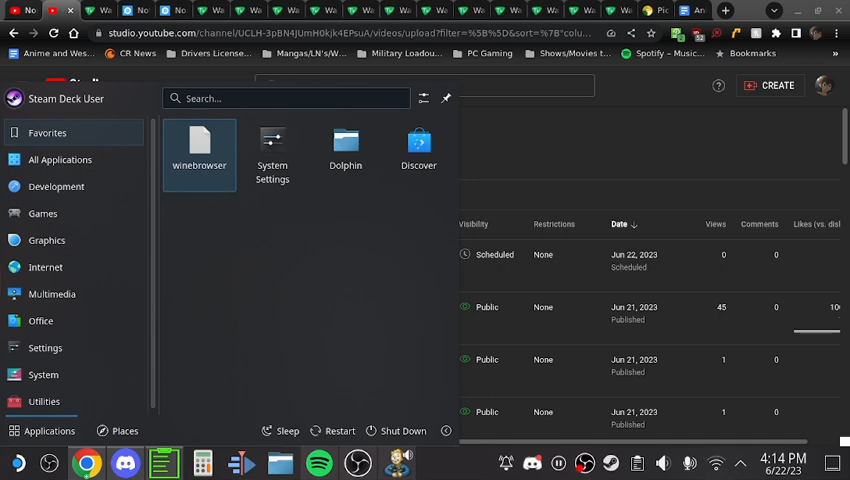 No
Wa
No
No
Wa
Wa
Wa
Wa
Wa
Wa
Wa
Wa
Wa
Wa
Pic
An
studio.youtube.com/channel/UCLH-3pBN4JUmH9Mcj4kEPsuA/videos/upload?filter=%5B%5D&sort=%7B"colu...
Anime and Wes...
CR News
Drivers License...
Mangas/LN's/W...
Military Loadou...
PC Gaming
Shows/Movies t...
Spotify – Music...
Bookmarks
CREATE
Steam Deck User
Search...
Favorites
All Applications
Development
Games
Graphics
Internet
Multimedia
Office
Settings
System
Utilities
winebrowser
System
Settings
Dolphin
Discover
Visibility
Restrictions
Date
Views
Comments
Likes (vs. disl
Scheduled
None
Jun 22, 2023
Scheduled
0
0
Public
None
Jun 21, 2023
Published
45
0
Public
None
Jun 21, 2023
Published
1
0
Public
None
Jun 21, 2023
Published
1
0
Applications
Places
Sleep
Restart
Shut Down
4:14 PM
6/22/23